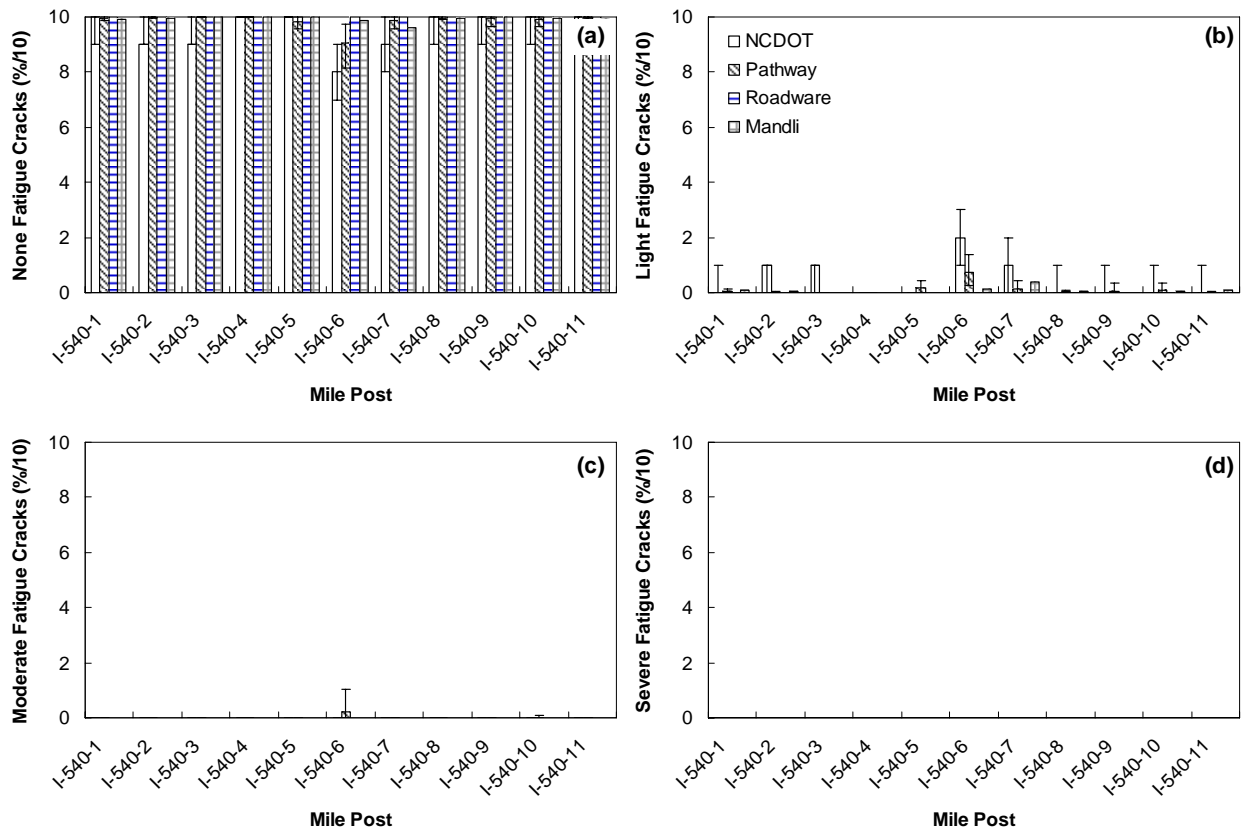 None Fatigue Cracks (%/10)
10
8
6
4
2
0
(a)
I-540-1
I-540-2
I-540-3
I-540-4
I-540-5
I-540-6
I-540-7
I-540-8
I-540-9
I-540-10
I-540-11
Mile Post
Light Fatigue Cracks (%/10)
10
8
6
4
2
0
(b)
NCDOT
Pathway
Roadware
Mandli
I-540-1
I-540-2
I-540-3
I-540-4
I-540-5
I-540-6
I-540-7
I-540-8
I-540-9
I-540-10
I-540-11
Mile Post
Moderate Fatigue Cracks (%/10)
10
8
6
4
2
0
(c)
I-540-1
I-540-2
I-540-3
I-540-4
I-540-5
I-540-6
I-540-7
I-540-8
I-540-9
I-540-10
I-540-11
Mile Post
Severe Fatigue Cracks (%/10)
10
8
6
4
2
0
(d)
I-540-1
I-540-2
I-540-3
I-540-4
I-540-5
I-540-6
I-540-7
I-540-8
I-540-9
I-540-10
I-540-11
Mile Post